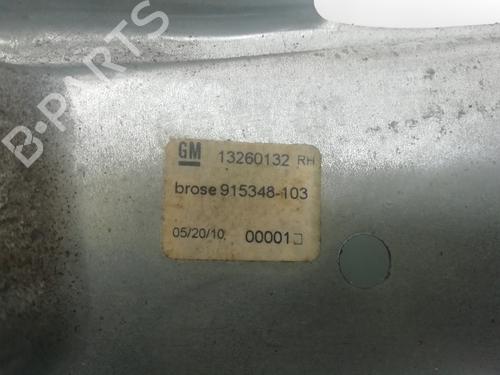 GM 13260132 RH
brose 915348-103
05/20/10 00001
B-PARTS